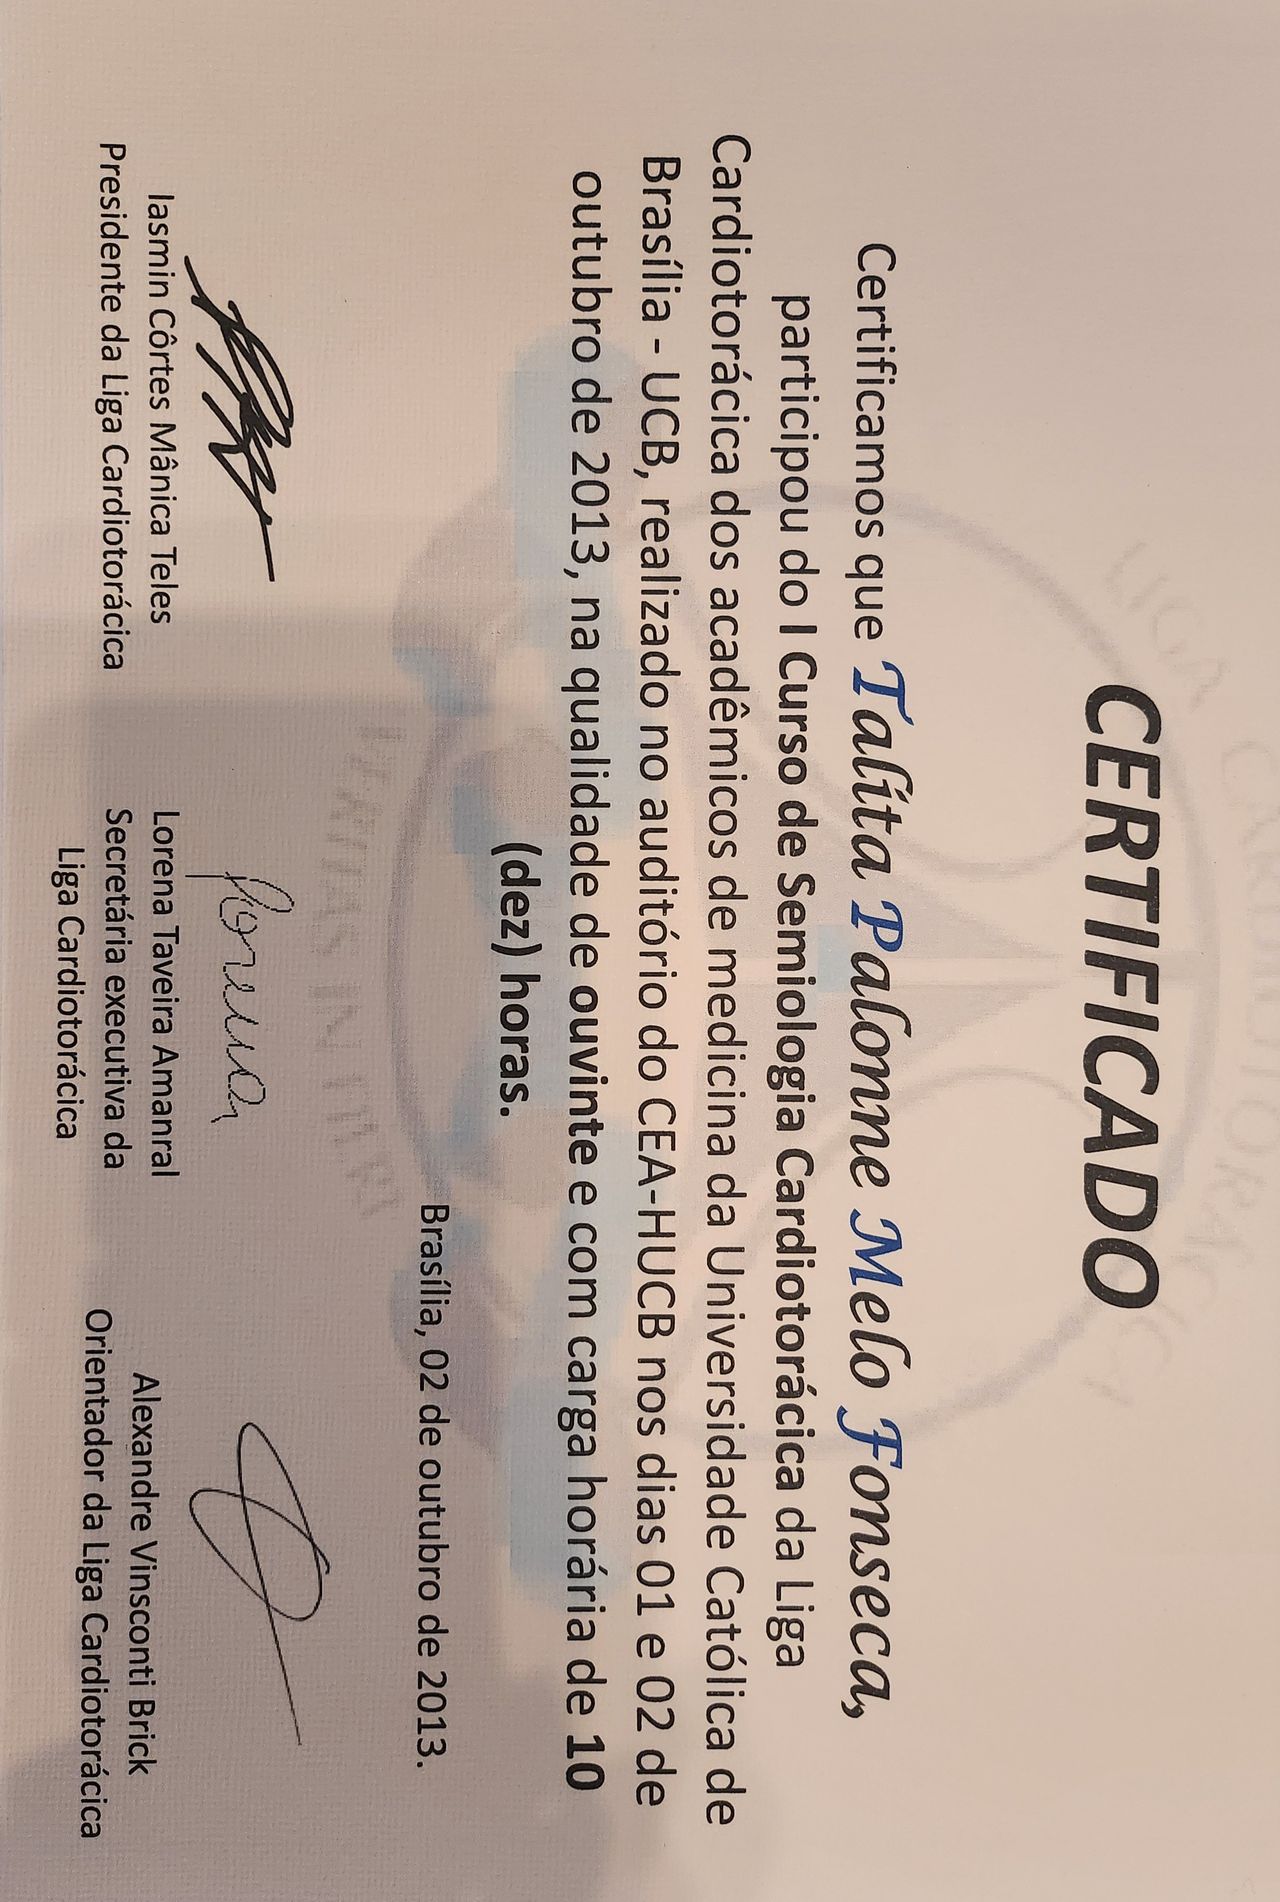 CERTIFICADO
Certificamos que Talita Palonne Melo Fonseca,
participou do I Curso de Semiologia Cardiotorácica da Liga
Cardiotorácica dos acadêmicos de medicina da Universidade Católica de
Brasília - UCB, realizado no auditório do CEA-HUCB nos dias 01 e 02 de
outubro de 2013, na qualidade de ouvinte e com carga horária de 10
(dez) horas.
Brasília, 02 de outubro de 2013.
Lorena
Iasmin Côrtes Mânica Teles
Presidente da Liga Cardiotorácica
Lorena Taveira Amanral
Secretária executiva da
Liga Cardiotorácica
Alexandre Vinsconti Brick
Orientador da Liga Cardiotorácica